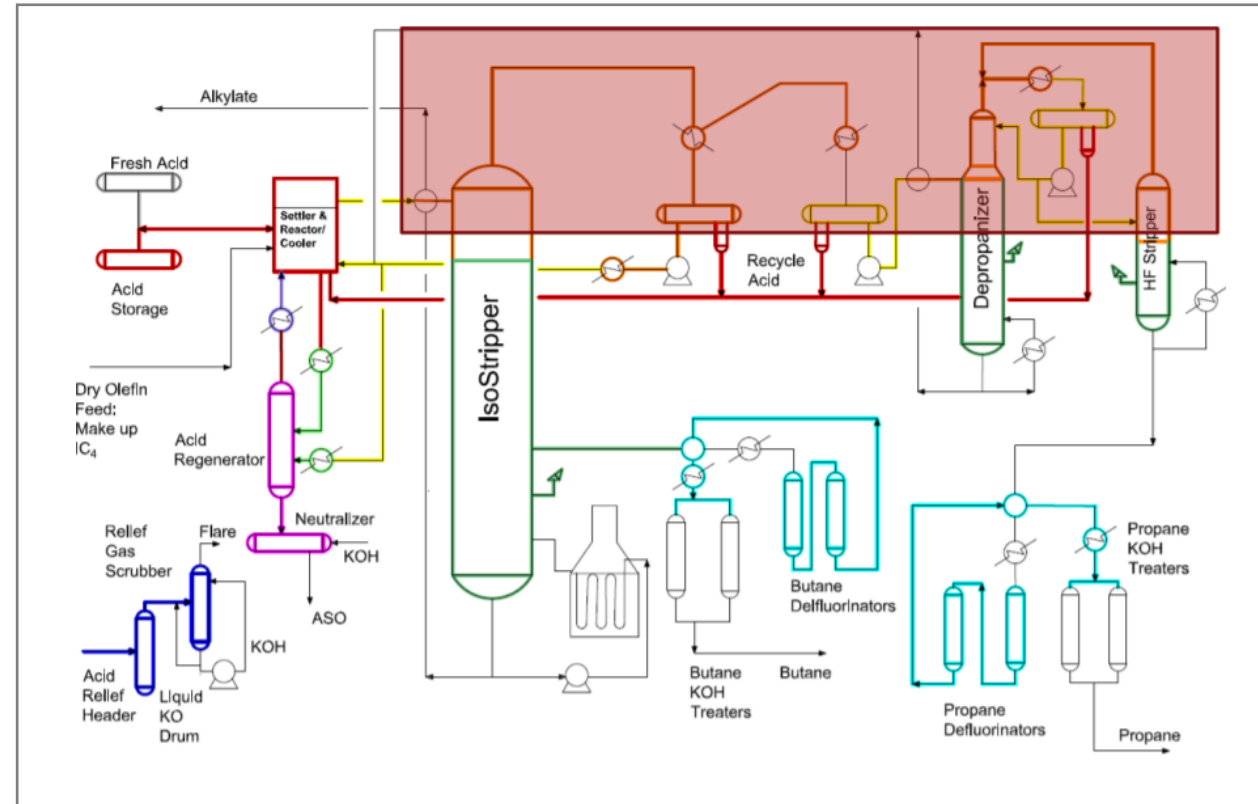 Alkylate
Fresh Acid
Settler &
Reactor/
Cooler
Acid
Storage
Recycle
Acid
IsoStripper
Depropanizer
HF Stripper
Dry Olefin
Feed:
Make up
IC₄
Acid
Regenerator
Neutralizer
KOH
ASO
Relief
Gas
Scrubber
Flare
KOH
Acid
Relief
Header
Liquid
KO
Drum
Butane
Delfluorinators
Butane
KOH
Treaters
Butane
Propane
KOH
Treaters
Propane
Defluorinators
Propane